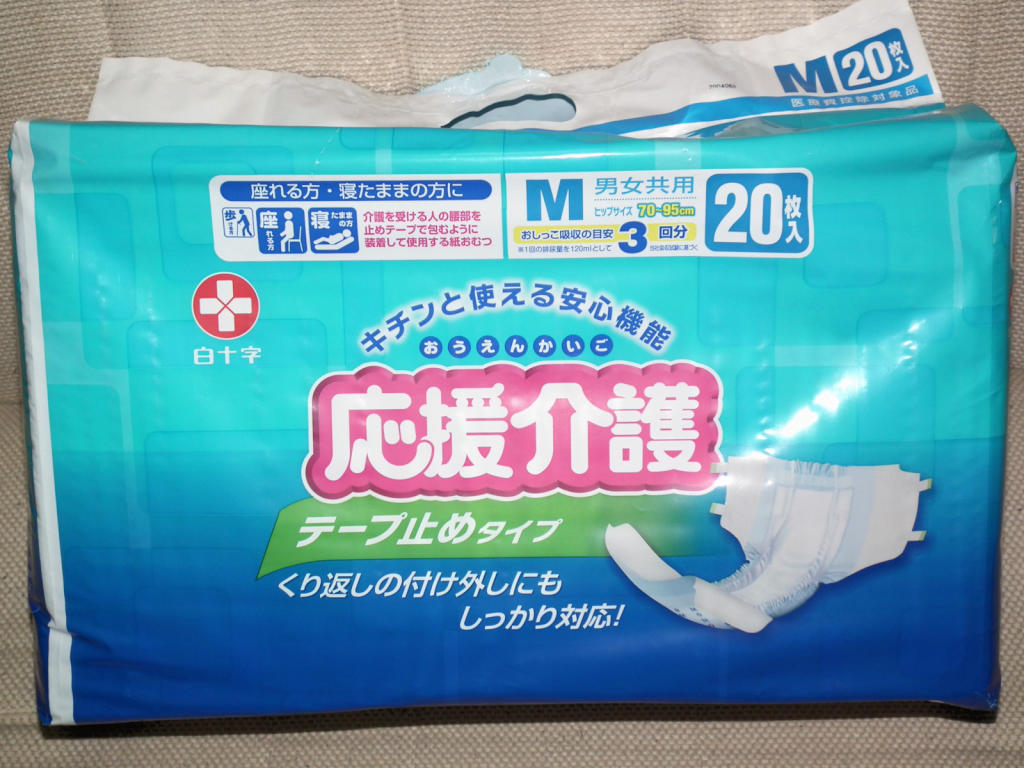 M 20枚入
医療費控除対象品
座れる方・寝たままの方に
歩ける方
座れる方
寝たままの方
介護を受ける人の腰部を
止めテープで包むように
装着して使用する紙おむつ
M 男女共用
ヒップサイズ 70~95cm
おしっこ吸収の目安 3 回分
※1回の排尿量を120mlとして
20枚入
白十字
キチンと使える安心機能
おうえんかいご
応援介護
テープ止めタイプ
くり返しの付け外しにも
しっかり対応!